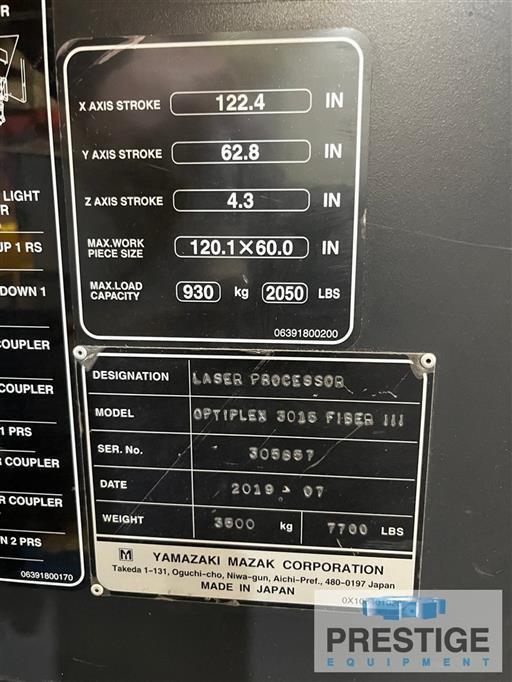 R
LIGHT
R
UP 1 RS
DOWN 1
COUPLER
COUPLER
1 PRS
R COUPLER
R COUPLER
N 2 PRS
06391800170
X AXIS STROKE 122.4 IN
Y AXIS STROKE 62.8 IN
Z AXIS STROKE 4.3 IN
MAX.WORK
PIECE SIZE 120.1×60.0 IN
MAX.LOAD
CAPACITY 930 kg 2050 LBS
06391800200
DESIGNATION LASER PROCESSOR
MODEL OPTIPLEX 3015 FIBER III
SER. No. 305657
DATE 2019 - 07
WEIGHT 3500 kg 7700 LBS
M YAMAZAKI MAZAK CORPORATION
Takeda 1-131, Oguchi-cho, Niwa-gun, Aichi-Pref., 480-0197 Japan
MADE IN JAPAN
PRESTIGE
EQUIPMENT